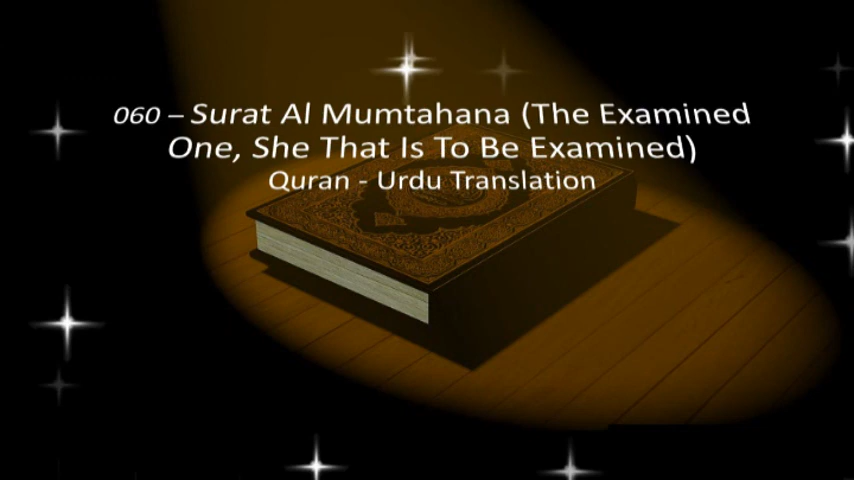 060 – Surat Al Mumtahana (The Examined
One, She That Is To Be Examined)
Quran - Urdu Translation